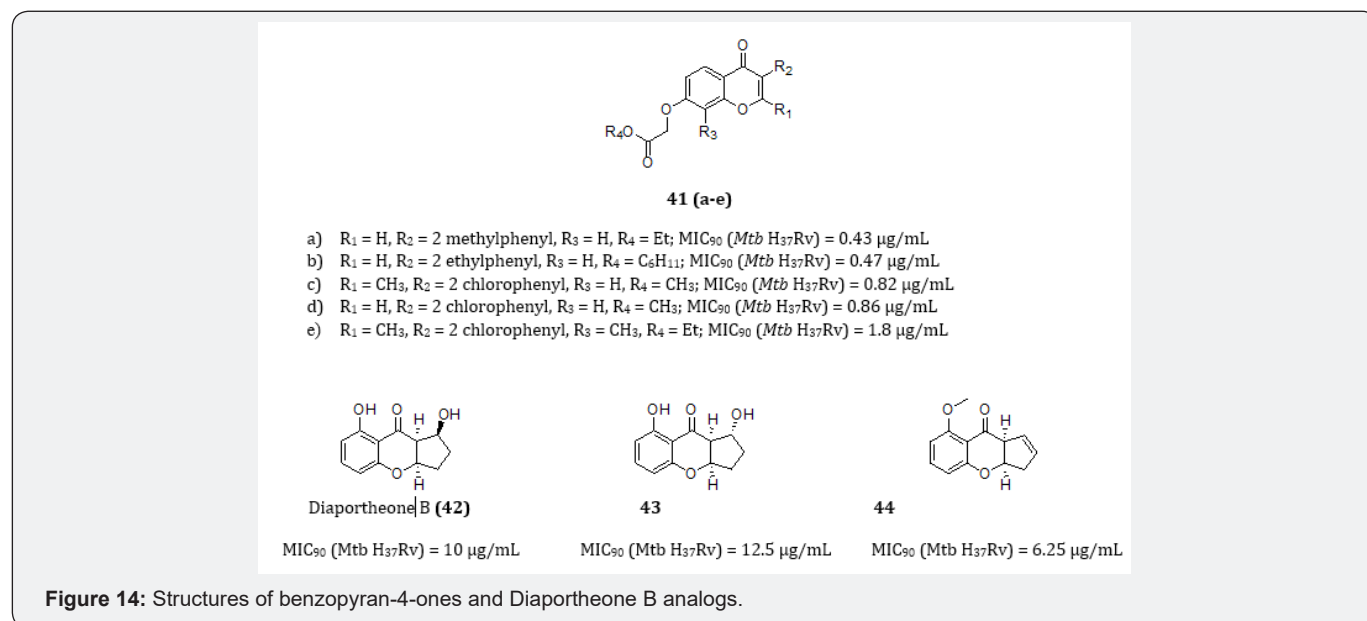 O
R₂
O
O
R₁
R₄O
R₃
O
41 (a-e)
a) R₁ = H, R₂ = 2 methylphenyl, R₃ = H, R₄ = Et; MIC₉₀ (Mtb H₃₇Rv) = 0.43 µg/mL
b) R₁ = H, R₂ = 2 ethylphenyl, R₃ = H, R₄ = C₆H₁₁; MIC₉₀ (Mtb H₃₇Rv) = 0.47 µg/mL
c) R₁ = CH₃, R₂ = 2 chlorophenyl, R₃ = H, R₄ = CH₃; MIC₉₀ (Mtb H₃₇Rv) = 0.82 µg/mL
d) R₁ = H, R₂ = 2 chlorophenyl, R₃ = H, R₄ = CH₃; MIC₉₀ (Mtb H₃₇Rv) = 0.86 µg/mL
e) R₁ = CH₃, R₂ = 2 chlorophenyl, R₃ = CH₃, R₄ = Et; MIC₉₀ (Mtb H₃₇Rv) = 1.8 µg/mL
OH O H OH
O H
OH O H OH
O H
O O H
O H
Diaportheone B (42) 43 44
MIC₉₀ (Mtb H₃₇Rv) = 10 µg/mL MIC₉₀ (Mtb H₃₇Rv) = 12.5 µg/mL MIC₉₀ (Mtb H₃₇Rv) = 6.25 µg/mL
Figure 14: Structures of benzopyran-4-ones and Diaportheone B analogs.